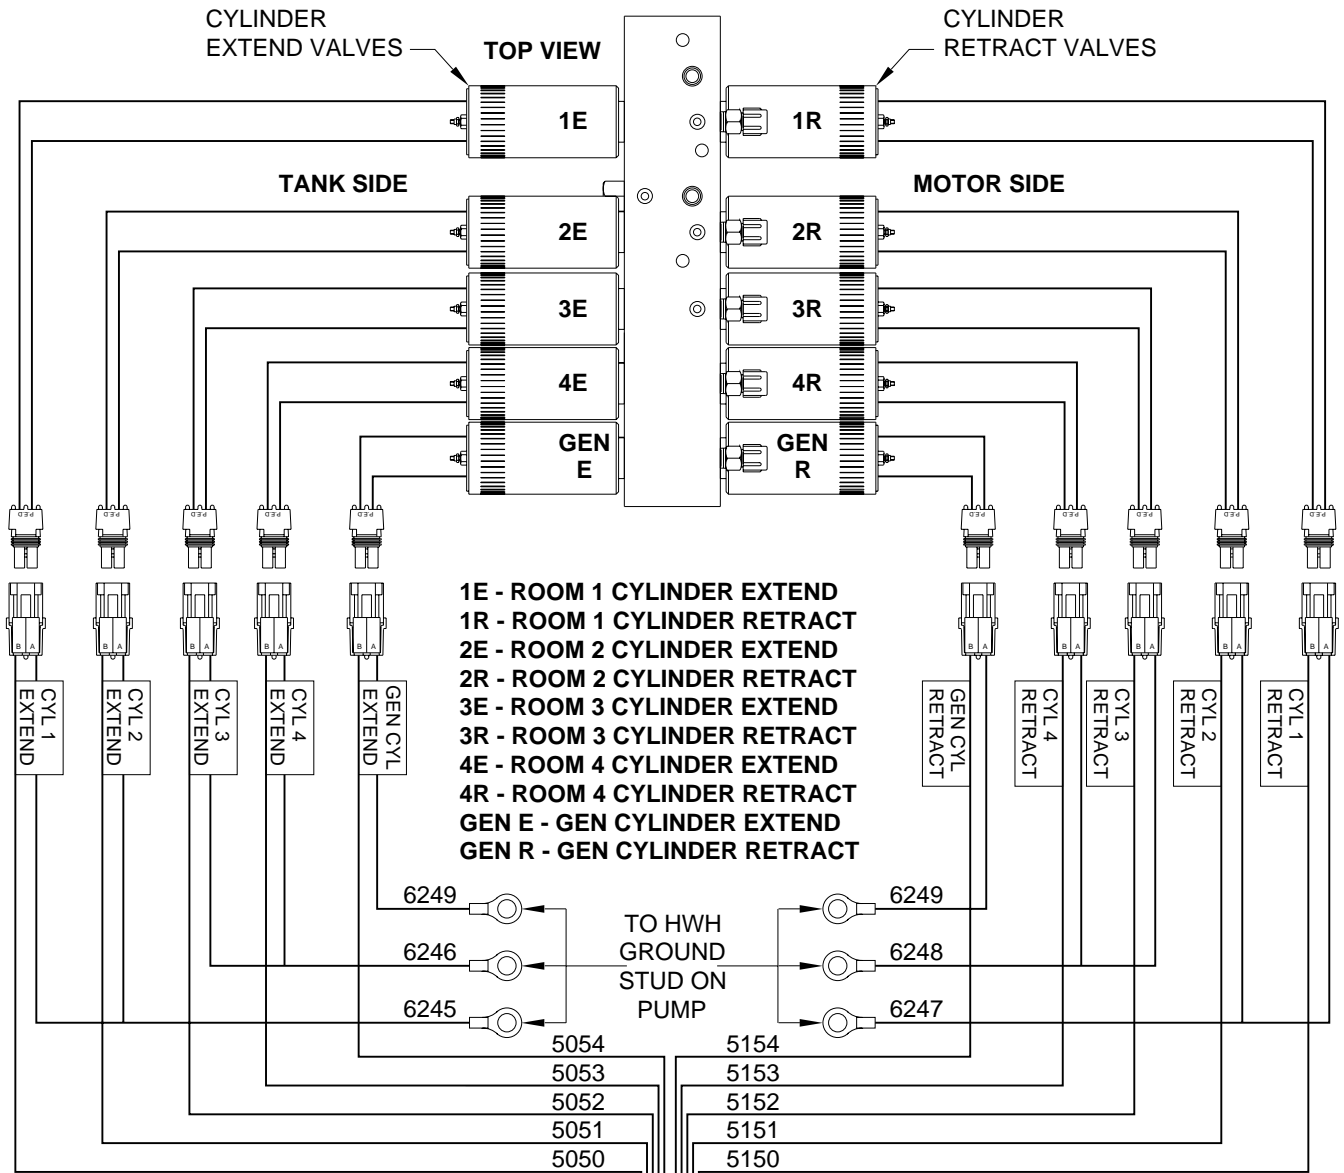 CYLINDER
EXTEND VALVES
TOP VIEW
CYLINDER
RETRACT VALVES
1E
1R
TANK SIDE
MOTOR SIDE
2E
2R
3E
3R
4E
4R
GEN
E
GEN
R
P.E.D
P.E.D
P.E.D
P.E.D
P.E.D
P.E.D
P.E.D
P.E.D
P.E.D
P.E.D
1E - ROOM 1 CYLINDER EXTEND
1R - ROOM 1 CYLINDER RETRACT
2E - ROOM 2 CYLINDER EXTEND
2R - ROOM 2 CYLINDER RETRACT
3E - ROOM 3 CYLINDER EXTEND
3R - ROOM 3 CYLINDER RETRACT
4E - ROOM 4 CYLINDER EXTEND
4R - ROOM 4 CYLINDER RETRACT
GEN E - GEN CYLINDER EXTEND
GEN R - GEN CYLINDER RETRACT
B A
B A
B A
B A
B A
B A
B A
B A
B A
B A
CYL 1
EXTEND
CYL 2
EXTEND
CYL 3
EXTEND
CYL 4
EXTEND
GEN CYL
EXTEND
GEN CYL
RETRACT
CYL 4
RETRACT
CYL 3
RETRACT
CYL 2
RETRACT
CYL 1
RETRACT
6249
6246
6245
TO HWH
GROUND
STUD ON
PUMP
6249
6248
6247
5054
5154
5053
5153
5052
5152
5051
5151
5050
5150